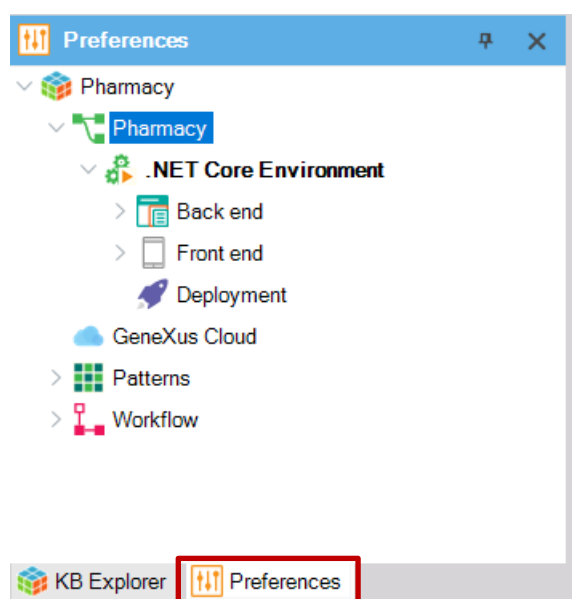 Preferences
Pharmacy
Pharmacy
.NET Core Environment
Back end
Front end
Deployment
GeneXus Cloud
Patterns
Workflow
KB Explorer Preferences